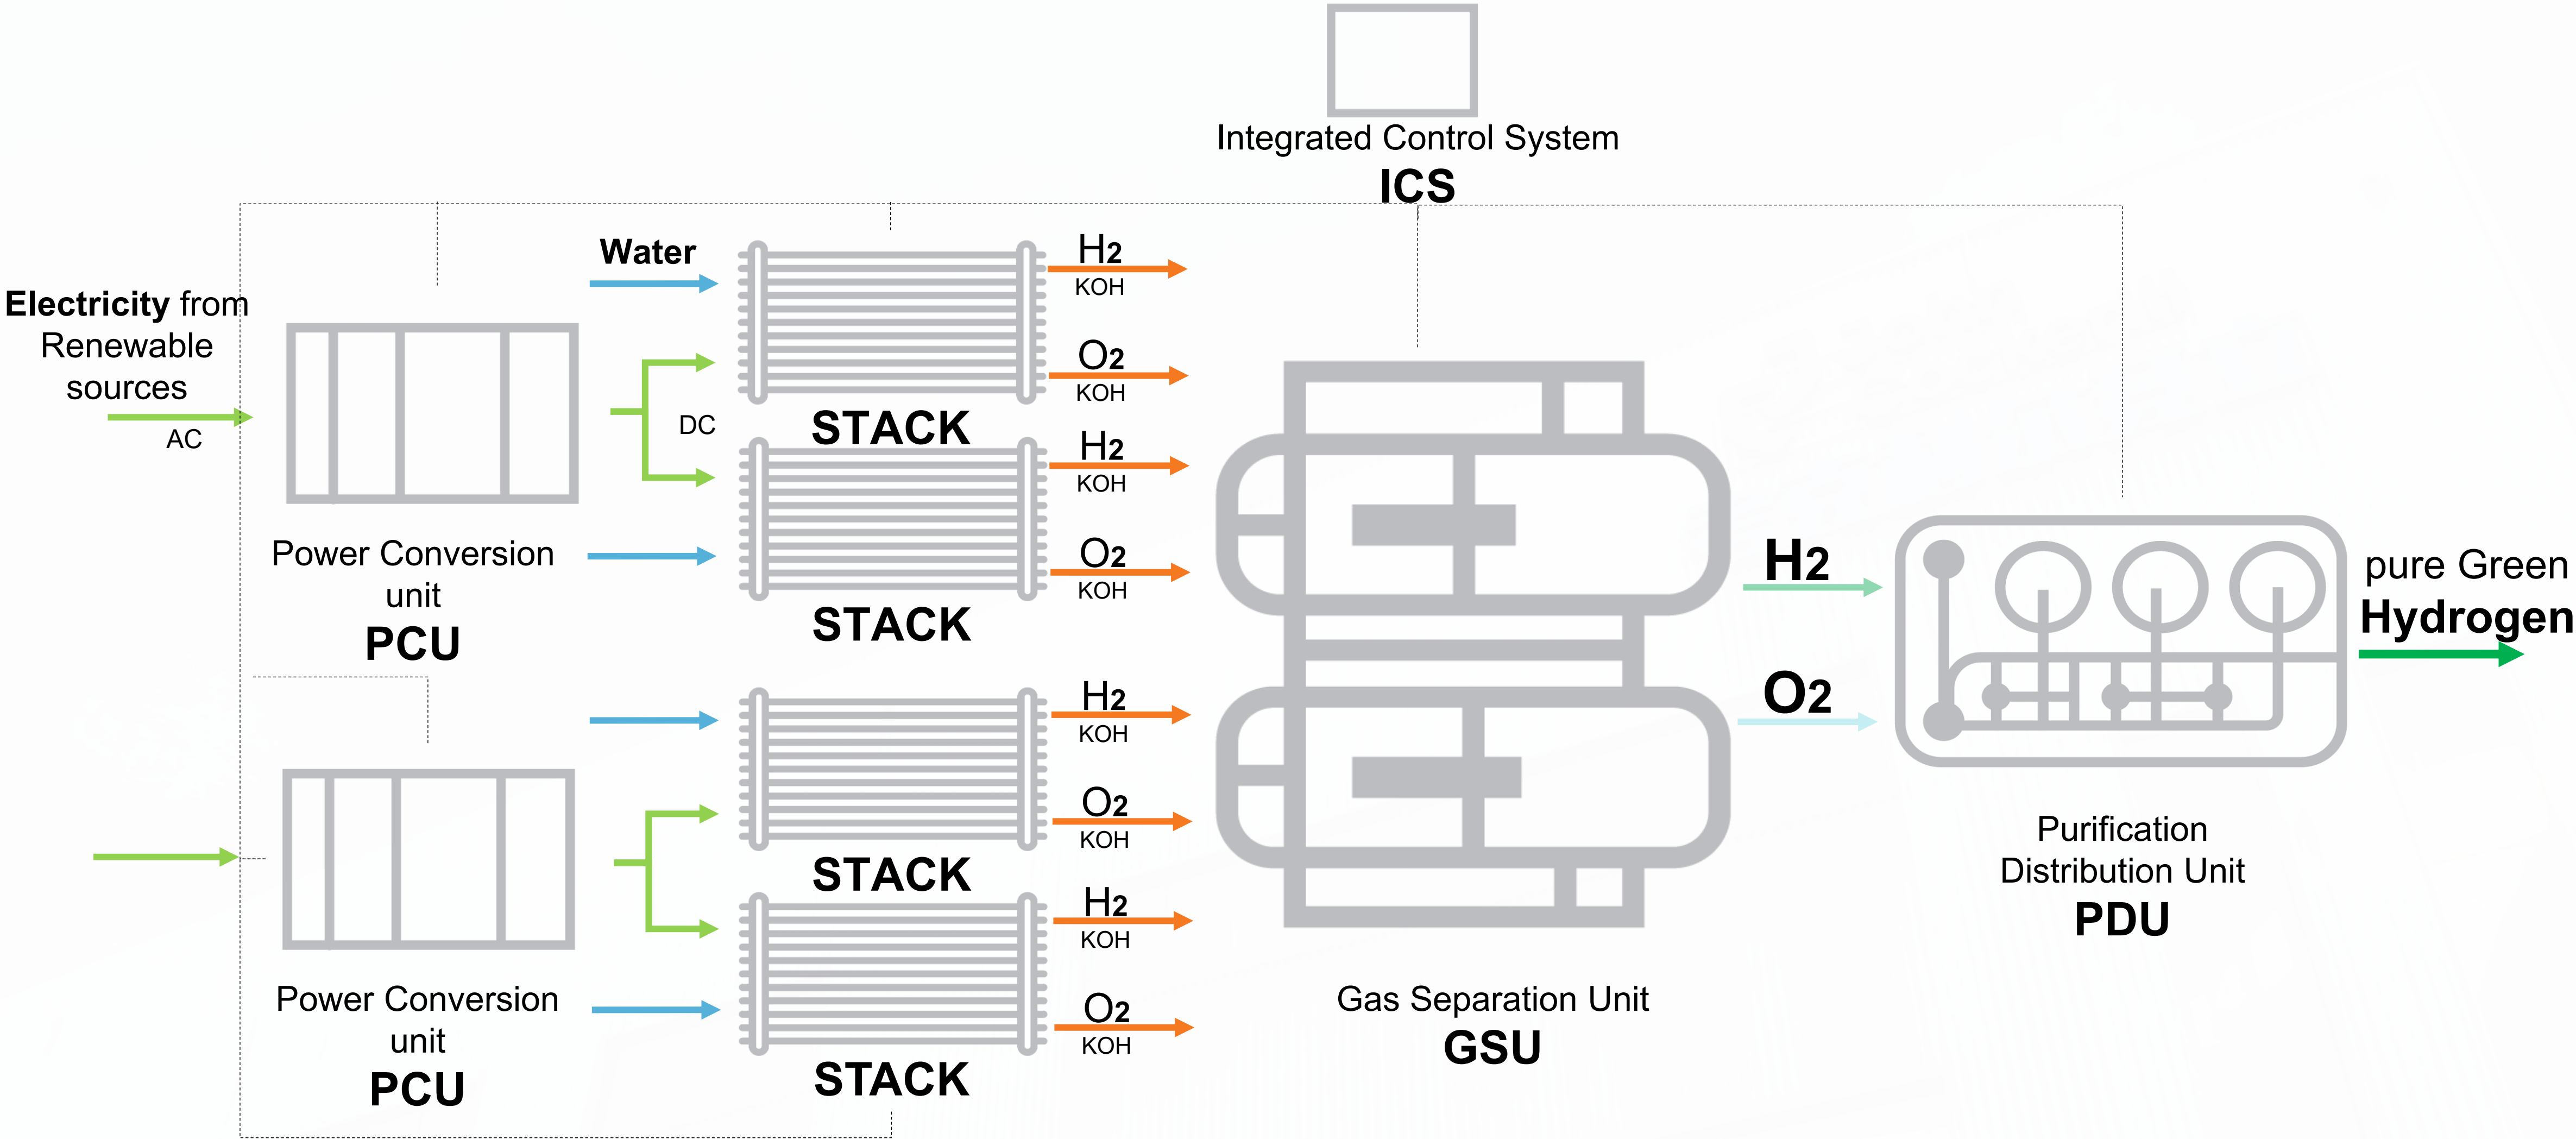 Integrated Control System
ICS
Electricity from
Renewable
sources
AC
Power Conversion
unit
PCU
Water
DC
STACK
H2
KOH
O2
KOH
STACK
H2
KOH
O2
KOH
Power Conversion
unit
PCU
STACK
H2
KOH
O2
KOH
STACK
H2
KOH
O2
KOH
Gas Separation Unit
GSU
H2
O2
Purification
Distribution Unit
PDU
pure Green
Hydrogen